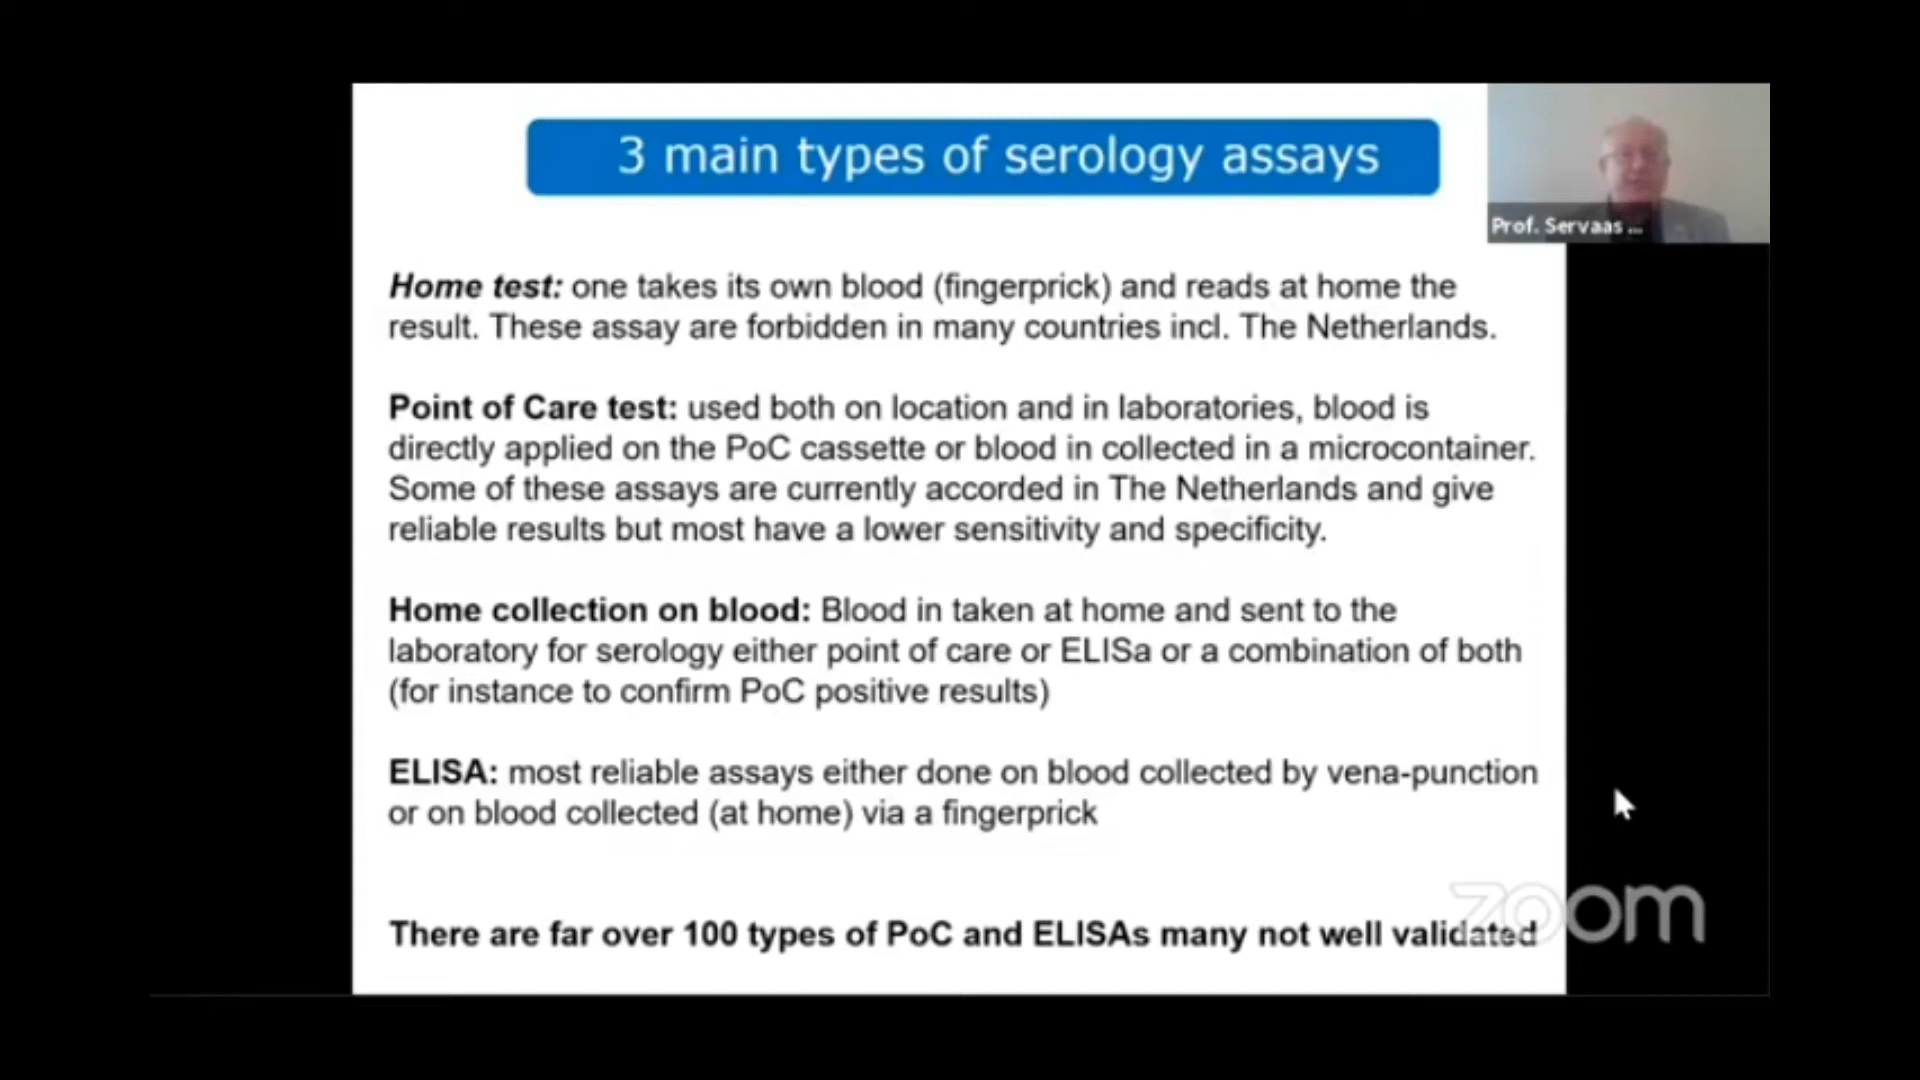 3 main types of serology assays
Prof. Servaas ...
Home test: one takes its own blood (fingerprick) and reads at home the
result. These assay are forbidden in many countries incl. The Netherlands.
Point of Care test: used both on location and in laboratories, blood is
directly applied on the PoC cassette or blood in collected in a microcontainer.
Some of these assays are currently accorded in The Netherlands and give
reliable results but most have a lower sensitivity and specificity.
Home collection on blood: Blood in taken at home and sent to the
laboratory for serology either point of care or ELISa or a combination of both
(for instance to confirm PoC positive results)
ELISA: most reliable assays either done on blood collected by vena-punction
or on blood collected (at home) via a fingerprick
There are far over 100 types of PoC and ELISAs many not well validated
zoom